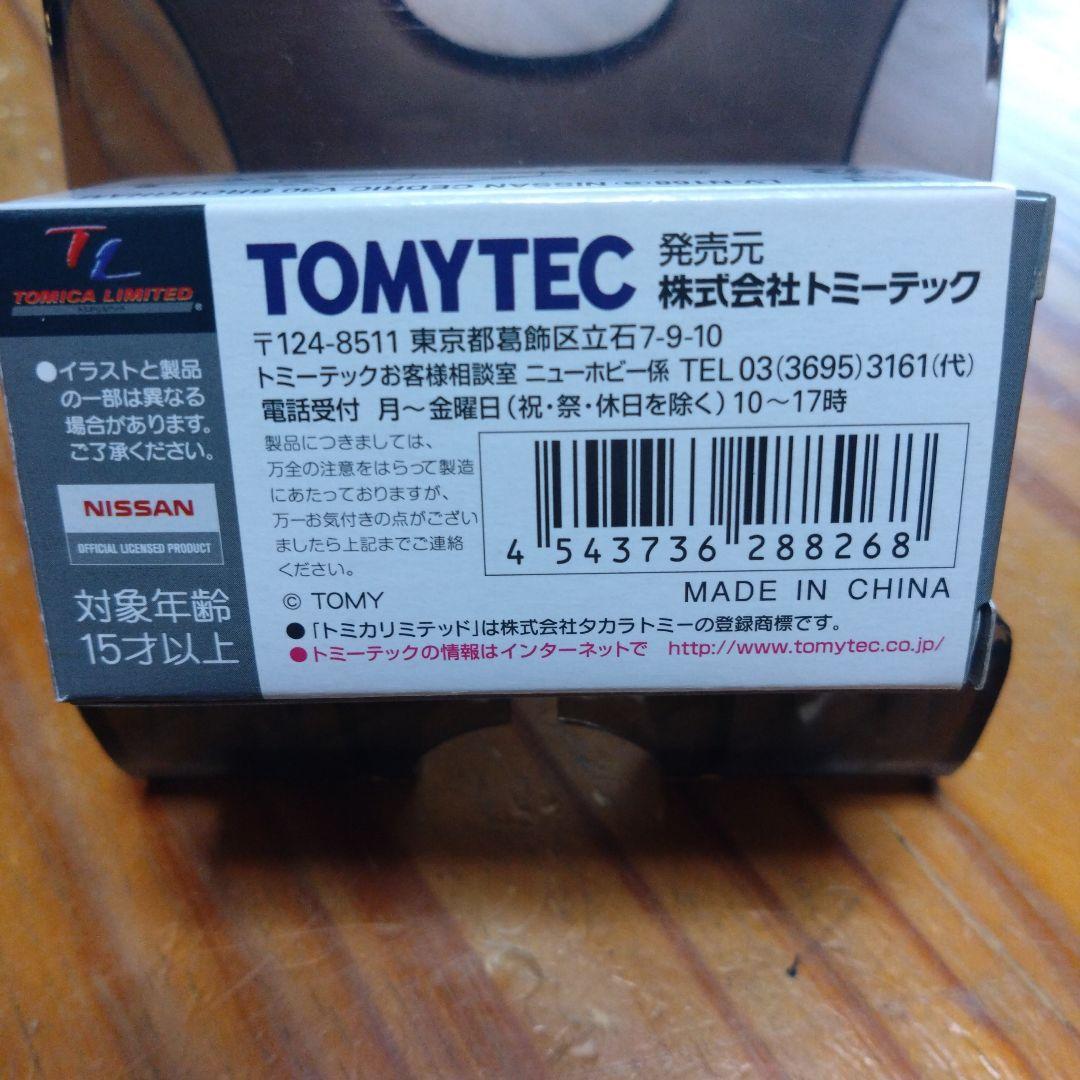 LV-N168a NISSAN CEDRIC V30 BROUGHAM
TL
TOMICA LIMITED
●イラストと製品
の一部は異なる
場合があります。
ご了承ください。
NISSAN
OFFICIAL LICENSED PRODUCT
対象年齢
15才以上
TOMYTEC
発売元
株式会社トミーテック
〒124-8511 東京都葛飾区立石7-9-10
トミーテックお客様相談室 ニューホビー係 TEL 03(3695)3161(代)
電話受付 月～金曜日(祝・祭・休日を除く)10～17時
製品につきましては、
万全の注意をはらって製造
にあたっておりますが、
万一お気付きの点がござい
ましたら上記までご連絡
ください。
4 543736 288268
© TOMY
MADE IN CHINA
●「トミカリミテッド」は株式会社タカラトミーの登録商標です。
●トミーテックの情報はインターネットで http://www.tomytec.co.jp/